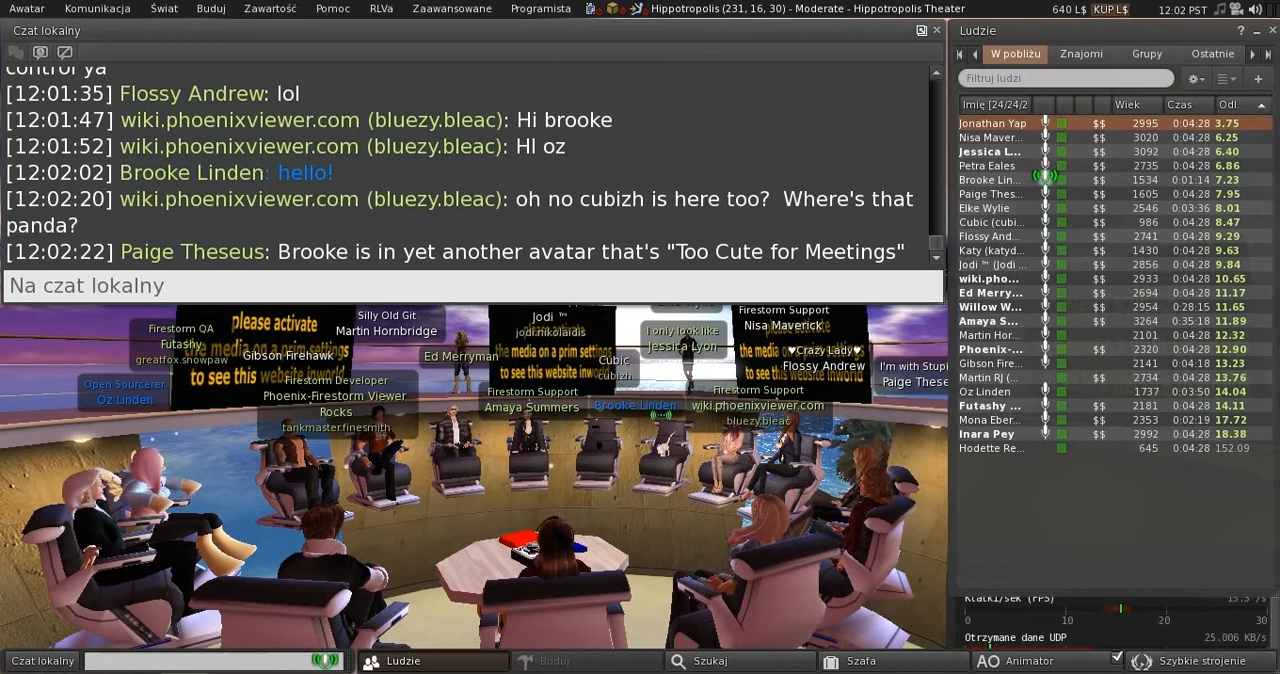 Awatar Komunikacja Świat Buduj Zawartość Pomoc RLVa Zaawansowane Programista Hippotropolis (231, 16, 30) - Moderate - Hippotropolis Theater 640 L$ KUP L$ 12:02 PST
Czat lokalny
control ya
[12:01:35] Flossy Andrew: lol
[12:01:47] wiki.phoenixviewer.com (bluezy.bleac): Hi brooke
[12:01:52] wiki.phoenixviewer.com (bluezy.bleac): HI oz
[12:02:02] Brooke Linden: hello!
[12:02:20] wiki.phoenixviewer.com (bluezy.bleac): oh no cubizh is here too? Where's that
panda?
[12:02:22] Paige Theseus: Brooke is in yet another avatar that's "Too Cute for Meetings"
Na czat lokalny
Firestorm QA
Futashy
greatfox.snowpaw
please activate
the media on a prim settings
to see this website inworld
Gibson Firehawk
Silly Old Git
Martin Hornbridge
Ed Merryman
Jodi ™
Cubic
cubizh
I only look like
Jessica Lyon
Firestorm Support
Nisa Maverick
♥Crazy Lady♥
Flossy Andrew
I'm with Stupi
Paige These
Open Sourcerer
Oz Linden
Firestorm Developer
Phoenix-Firestorm Viewer
Rocks
tankmaster.finesmith
Firestorm Support
Amaya Summers
Brooke Linden
Firestorm Support
wiki.phoenixviewer.com
bluezy.bleac
Ludzie ?
W pobliżu Znajomi Grupy Ostatnie
Filtruj ludzi
Imię [24/24/2 Wiek Czas Odl.
Jonathan Yap $$ 2995 0:04:28 3.75
Nisa Maver... $$ 3020 0:04:28 6.25
Jessica L... $$ 3092 0:04:28 6.40
Petra Eales $$ 2735 0:04:28 6.86
Brooke Lin... $$ 1534 0:01:14 7.23
Paige Thes... $$ 1605 0:04:28 7.95
Elke Wylie $$ 2546 0:03:36 8.01
Cubic (cubi... $$ 986 0:04:28 8.47
Flossy And... $$ 2741 0:04:28 9.29
Katy (katyd... $$ 1430 0:04:28 9.63
Jodi ™ (Jodi ... $$ 2856 0:04:28 9.84
wiki.pho... $$ 2933 0:04:28 10.65
Ed Merry... $$ 2694 0:04:28 11.17
Willow W... $$ 2954 0:28:15 11.65
Amaya S... $$ 3264 0:35:18 11.89
Martin Hor... $$ 2101 0:04:28 12.32
Phoenix-... $$ 2320 0:04:28 12.90
Gibson Fire... $$ 2141 0:04:18 13.23
Martin RJ (... $$ 2734 0:04:28 13.76
Oz Linden 1737 0:03:50 14.04
Futashy ... $$ 2181 0:04:28 14.11
Mona Eber... $$ 2353 0:02:19 17.72
Inara Pey $$ 2992 0:04:28 18.38
Hodette Re... 645 0:04:28 152.09
Klatki/sek (FPS) 15.5 /s
0 10 20 30
Otrzymane dane UDP 25.006 KB/s
Czat lokalny Ludzie Buduj Szukaj Szafa AO Animator Szybkie strojenie